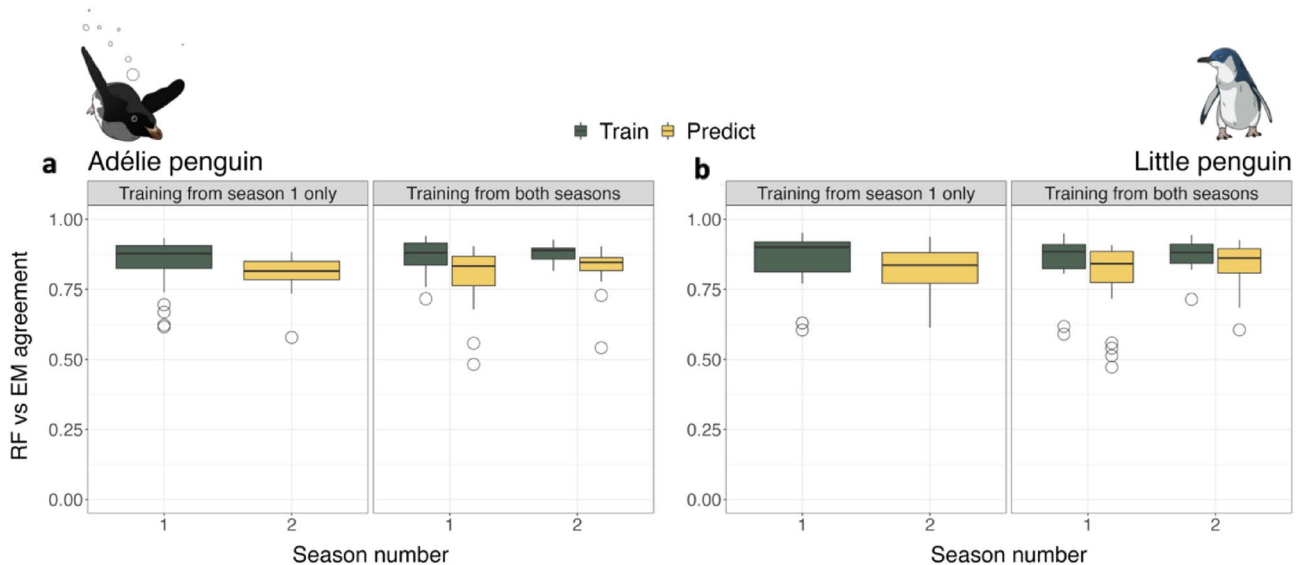 Train Predict
a Adélie penguin
b Little penguin
Training from season 1 only Training from both seasons
Training from season 1 only Training from both seasons
RF vs EM agreement
1.00
0.75
0.50
0.25
0.00
1.00
0.75
0.50
0.25
0.00
1 2 1 2
1 2 1 2
Season number
Season number